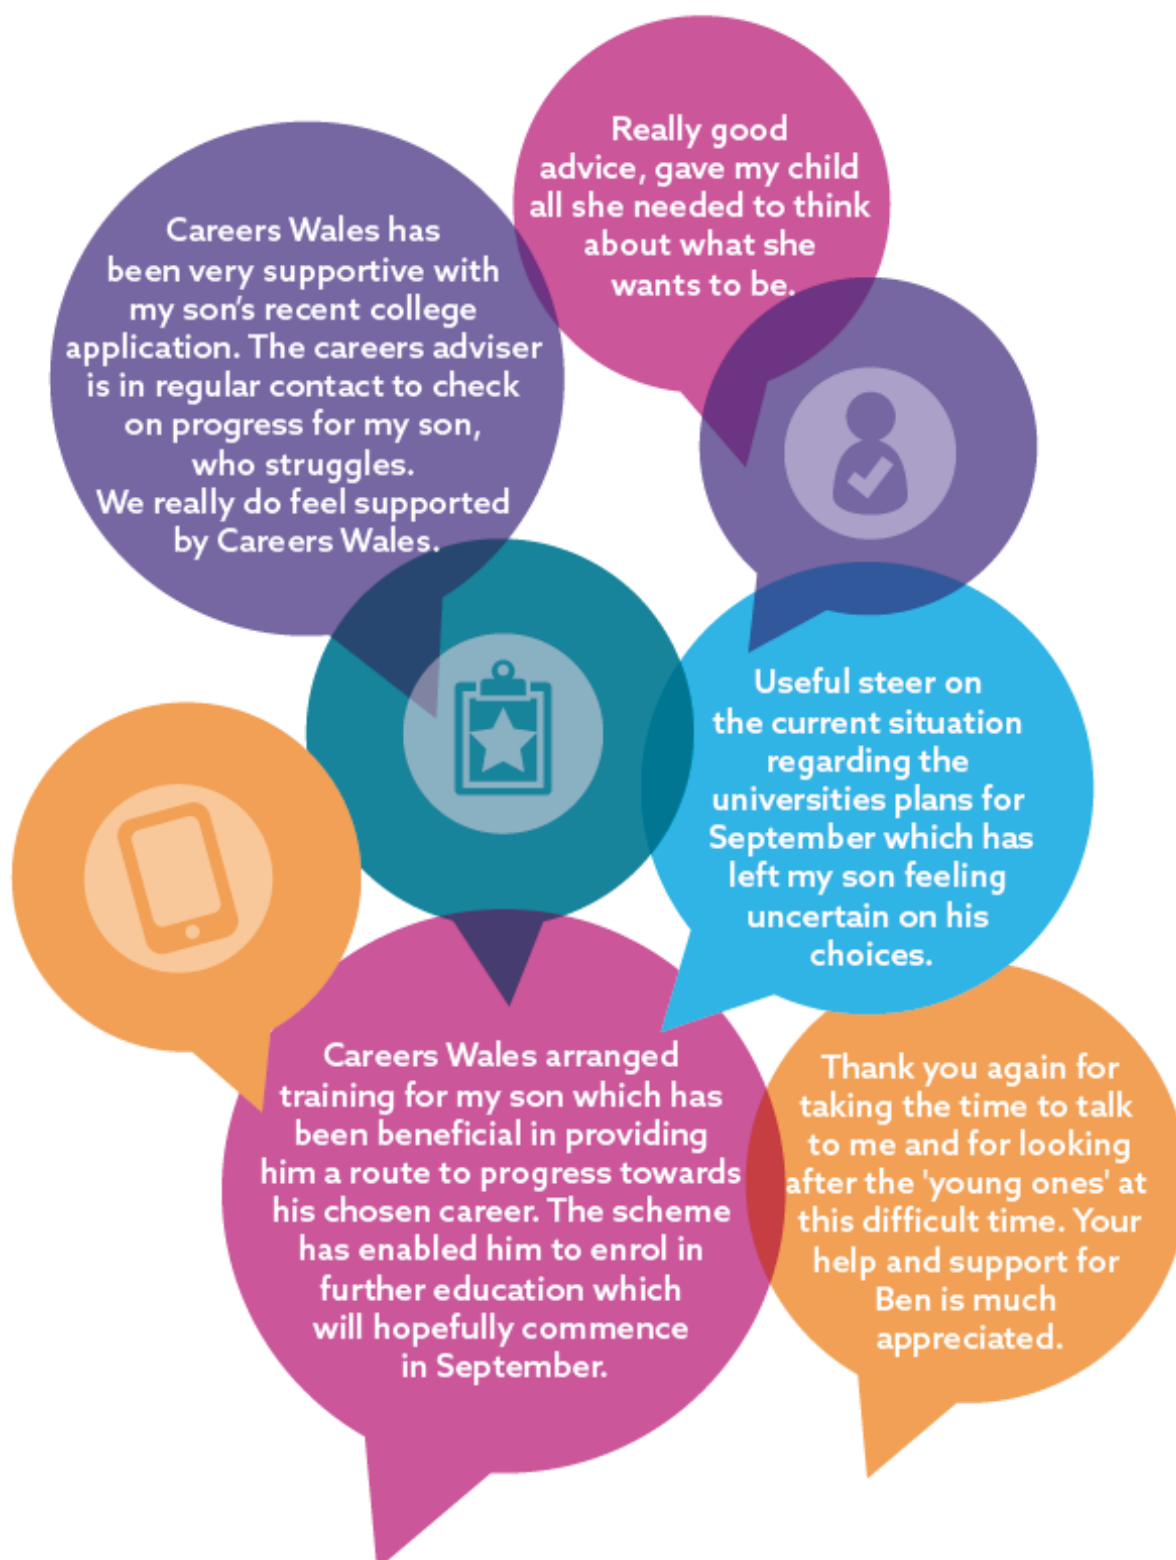 Really good
advice, gave my child
all she needed to think
about what she
wants to be.
Careers Wales has
been very supportive with
my son’s recent college
application. The careers adviser
is in regular contact to check
on progress for my son,
who struggles.
We really do feel supported
by Careers Wales.
Useful steer on
the current situation
regarding the
universities plans for
September which has
left my son feeling
uncertain on his
choices.
Careers Wales arranged
training for my son which has
been beneficial in providing
him a route to progress towards
his chosen career. The scheme
has enabled him to enrol in
further education which
will hopefully commence
in September.
Thank you again for
taking the time to talk
to me and for looking
after the 'young ones' at
this difficult time. Your
help and support for
Ben is much
appreciated.